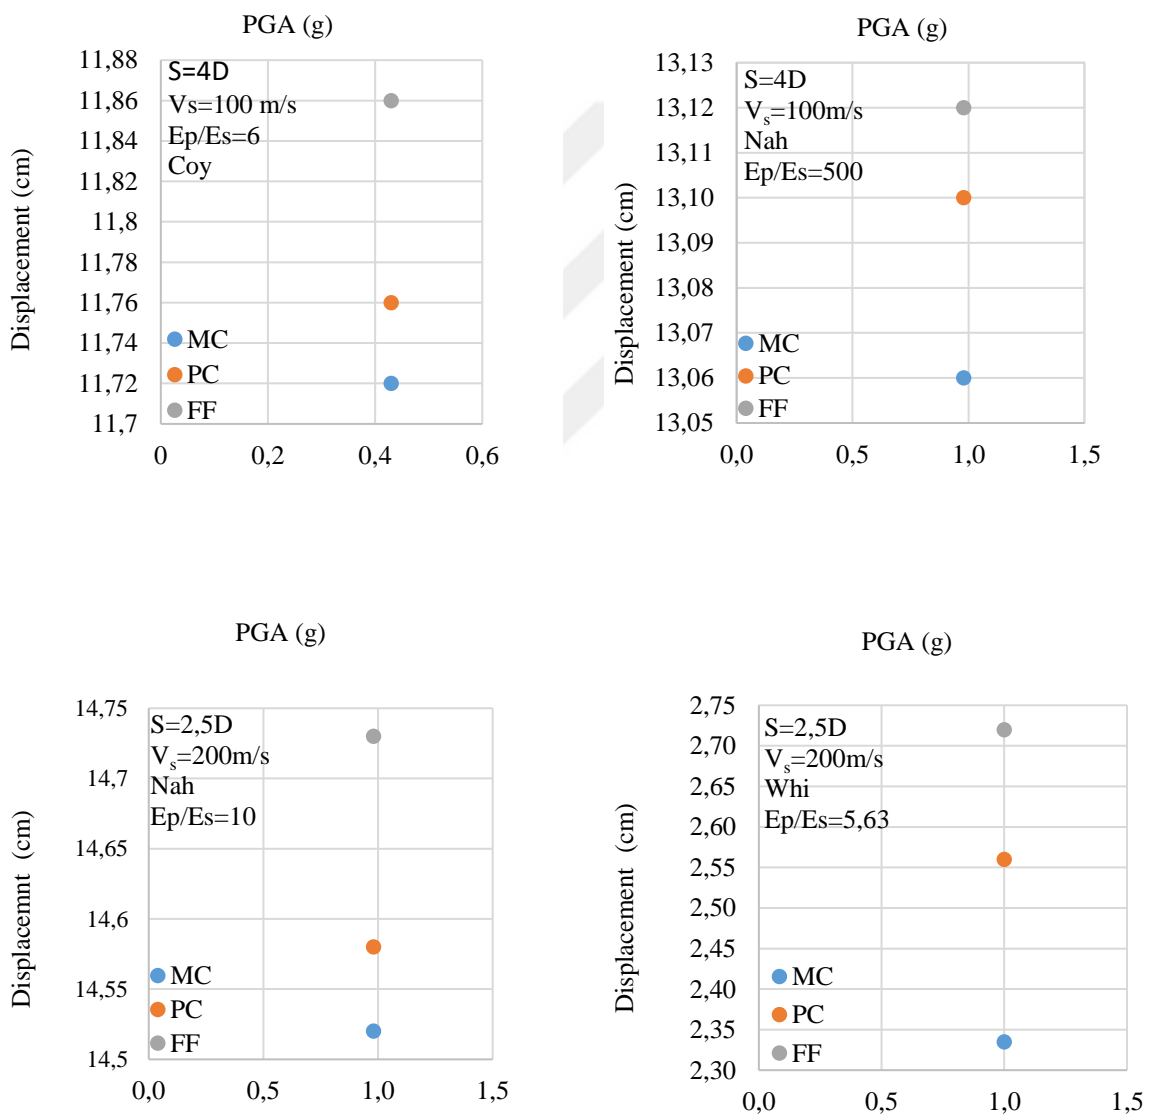 PGA (g)
11,88
11,86
11,84
11,82
11,8
11,78
11,76
11,74
11,72
11,7
Displacement (cm)
S=4D
Vs=100 m/s
Ep/Es=6
Coy
MC
PC
FF
0 0,2 0,4 0,6
PGA (g)
13,13
13,12
13,11
13,10
13,09
13,08
13,07
13,06
13,05
Displacement (cm)
S=4D
Vs=100m/s
Nah
Ep/Es=500
MC
PC
FF
0,0 0,5 1,0 1,5
PGA (g)
14,75
14,7
14,65
14,6
14,55
14,5
Displacemnt (cm)
S=2,5D
Vs=200m/s
Nah
Ep/Es=10
MC
PC
FF
0,0 0,5 1,0 1,5
PGA (g)
2,75
2,70
2,65
2,60
2,55
2,50
2,45
2,40
2,35
2,30
Displacement (cm)
S=2,5D
Vs=200m/s
Whi
Ep/Es=5,63
MC
PC
FF
0,0 0,5 1,0 1,5